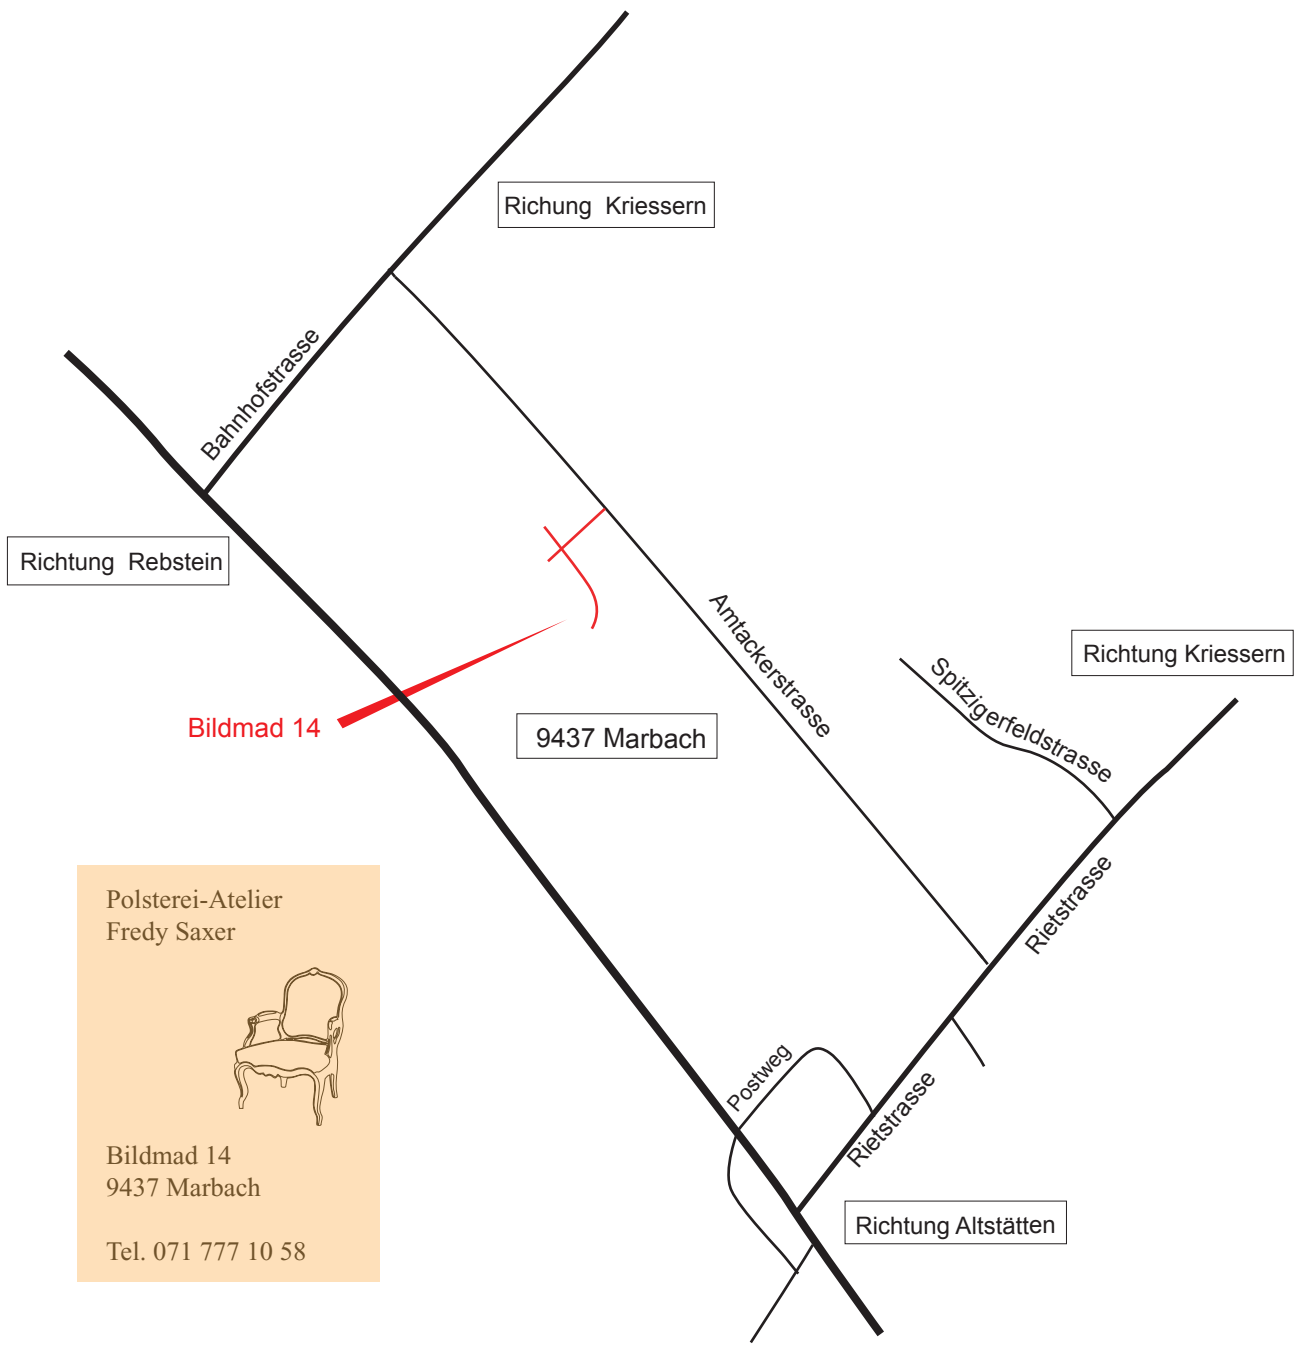 Richung Kriessern
Bahnhofstrasse
Richtung Rebstein
Amtackerstrasse
Richtung Kriessern
Spitzigerfeldstrasse
Bildmad 14
9437 Marbach
Rietstrasse
Polsterei-Atelier
Fredy Saxer
Postweg
Rietstrasse
Bildmad 14
9437 Marbach
Richtung Altstätten
Tel. 071 777 10 58